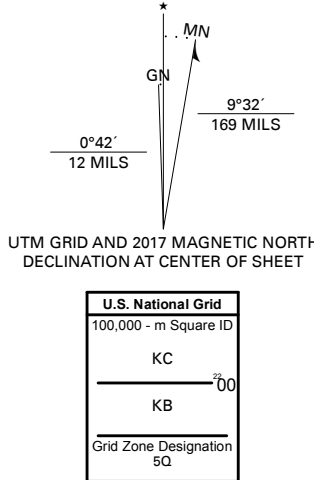 MN
GN
9°32´
169 MILS
0°42´
12 MILS
UTM GRID AND 2017 MAGNETIC NORTH
DECLINATION AT CENTER OF SHEET
U.S. National Grid
100,000 - m Square ID
KC
22 00
KB
Grid Zone Designation
5Q